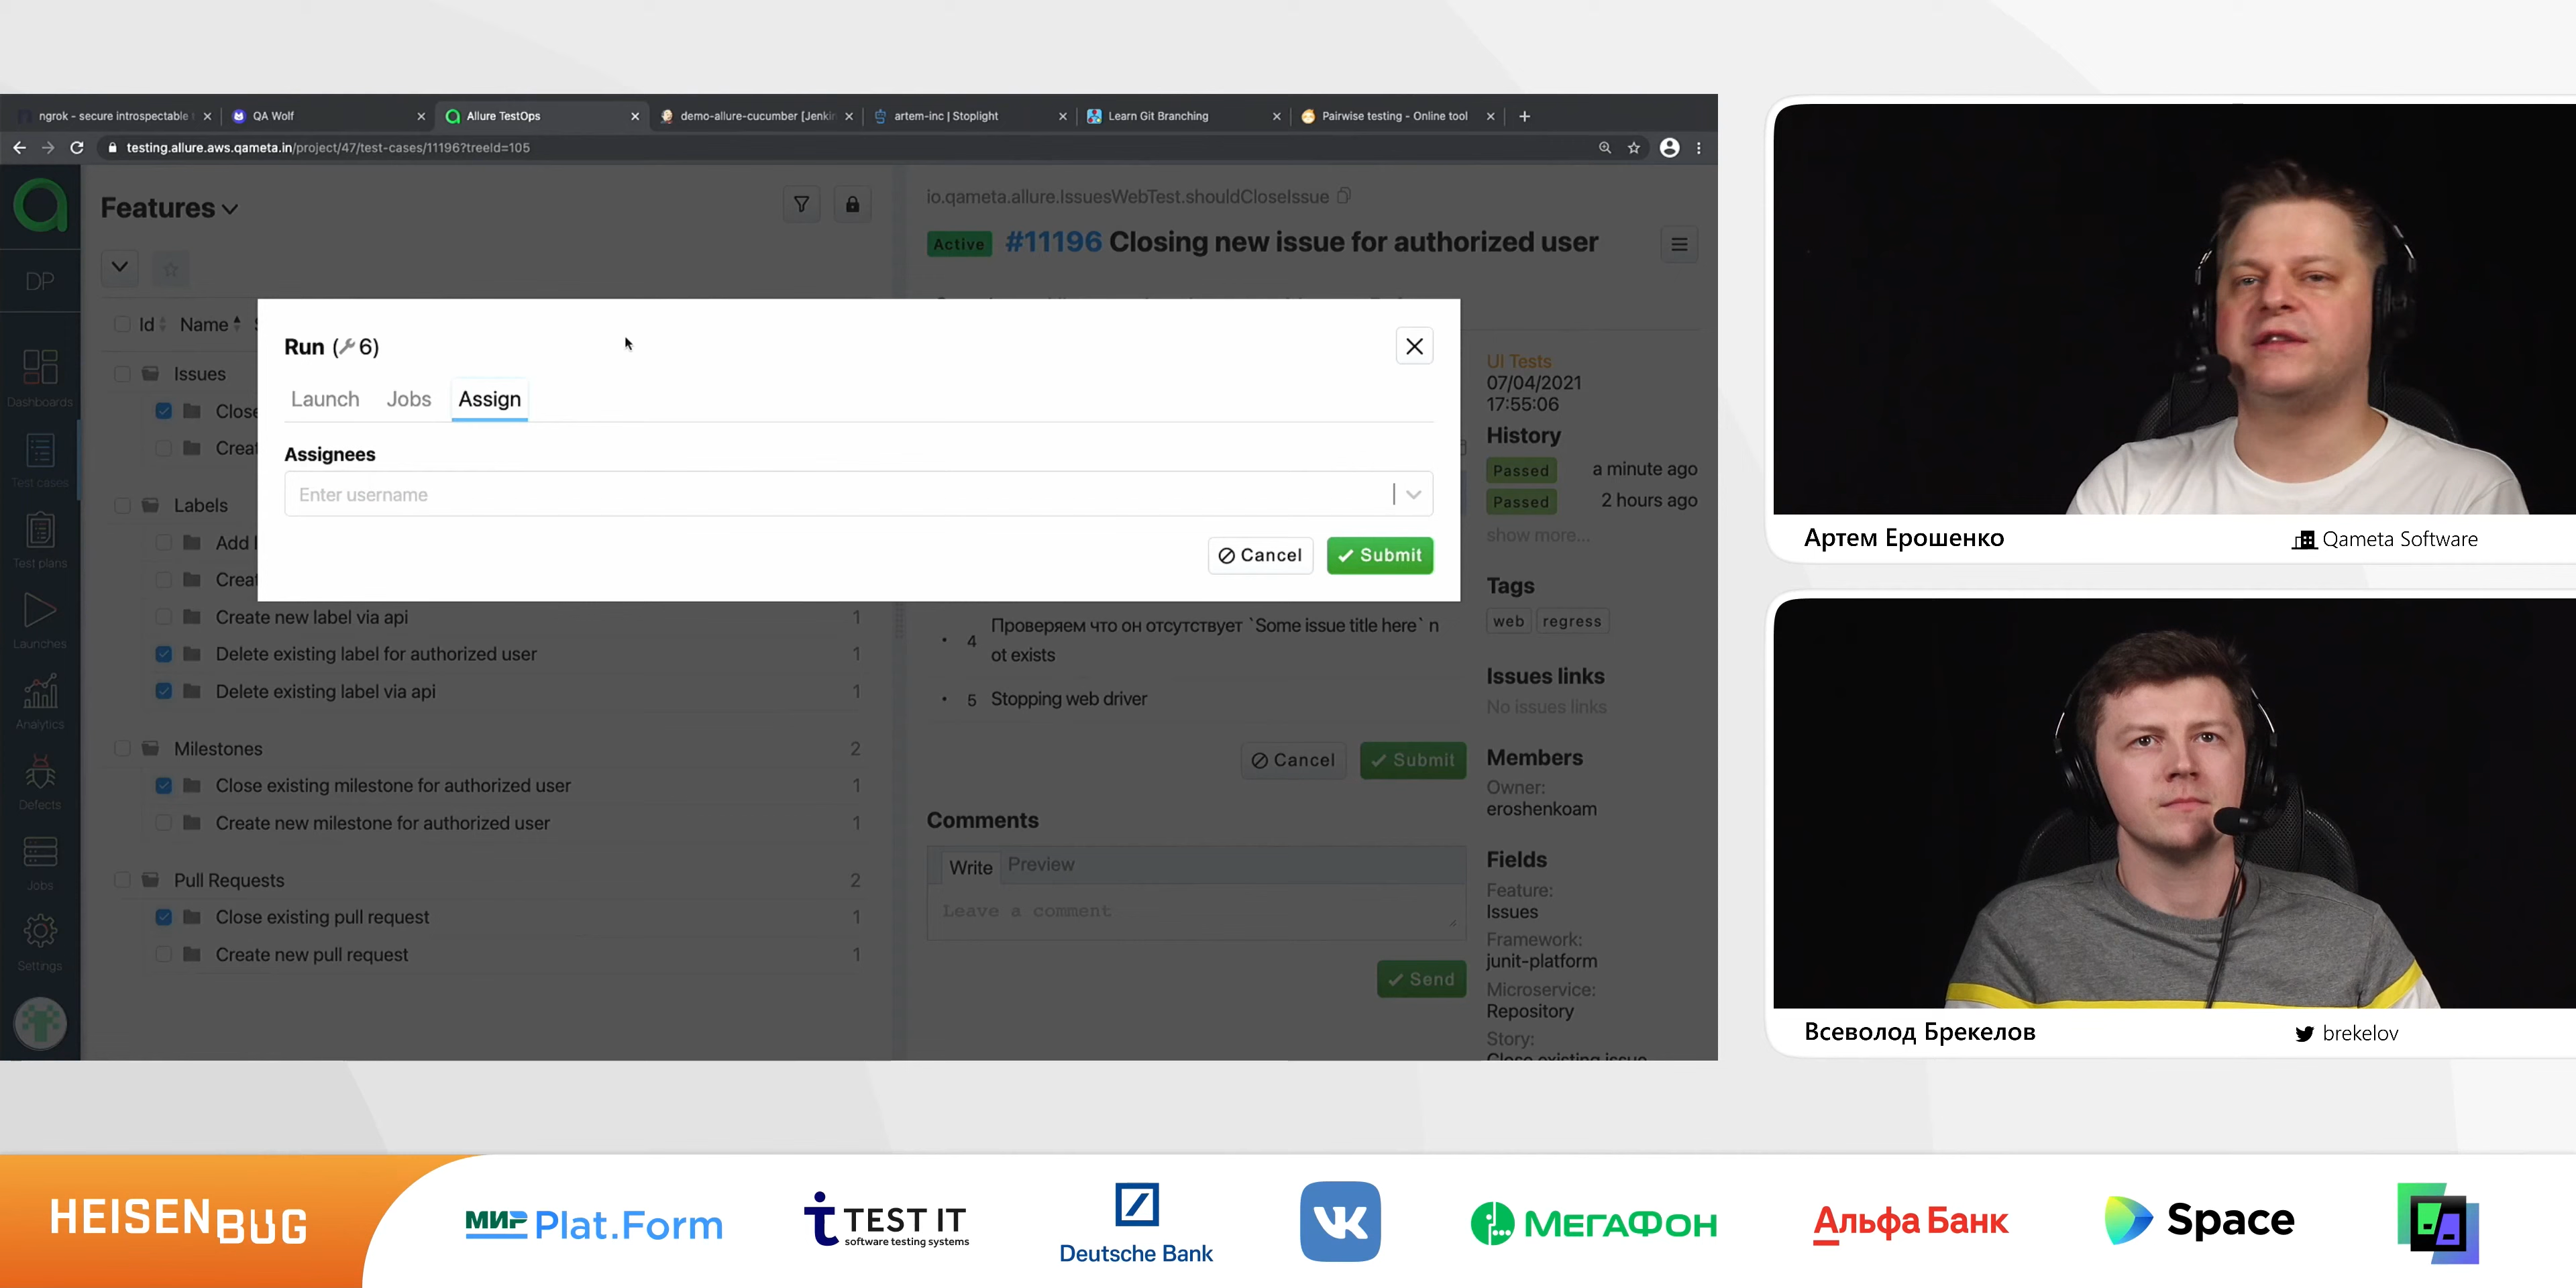 ngrok - secure introspectable
QA Wolf
Allure TestOps
demo-allure-cucumber [Jenkin
artem-inc | Stoplight
Learn Git Branching
Pairwise testing - Online tool
testing.allure.aws.qameta.in/project/47/test-cases/11196?treeId=105
DP
Dashboards
Test cases
Test plans
Launches
Analytics
Defects
Jobs
Settings
Features
Id Name
Issues
Close
Creat
Labels
Add l
Creat
Create new label via api 1
Delete existing label for authorized user 1
Delete existing label via api 1
Milestones 2
Close existing milestone for authorized user 1
Create new milestone for authorized user 1
Pull Requests 2
Close existing pull request 1
Create new pull request 1
io.qameta.allure.IssuesWebTest.shouldCloseIssue
Active #11196 Closing new issue for authorized user
Run (6)
Launch Jobs Assign
Assignees
Enter username
Cancel Submit
4 Проверяем что он отсутствует `Some issue title here` n
ot exists
5 Stopping web driver
Cancel Submit
Comments
Write Preview
Leave a comment
Send
UI Tests
07/04/2021
17:55:06
History
Passed a minute ago
Passed 2 hours ago
show more...
Tags
web regress
Issues links
No issues links
Members
Owner:
eroshenkoam
Fields
Feature:
Issues
Framework:
junit-platform
Microservice:
Repository
Story:
Close existing issue
Артем Ерошенко
Qameta Software
Всеволод Брекелов
brekelov
HEISENBUG
МИР Plat.Form
TEST IT
software testing systems
Deutsche Bank
VK
МЕГАФОН
Альфа Банк
Space